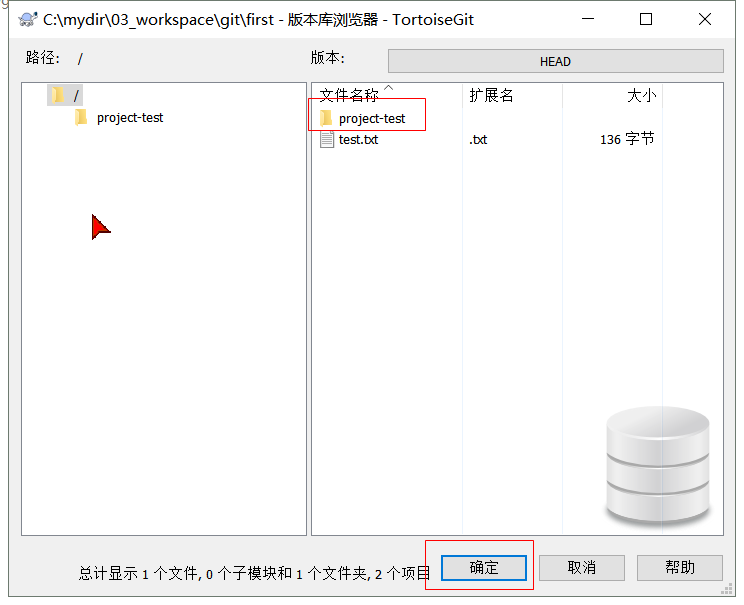 C:\mydir\03_workspace\git\first - 版本库浏览器 - TortoiseGit
路径: /
版本: HEAD
/
project-test
文件名称 扩展名 大小
project-test
test.txt .txt 136 字节
总计显示 1 个文件, 0 个子模块和 1 个文件夹, 2 个项目
确定 取消 帮助